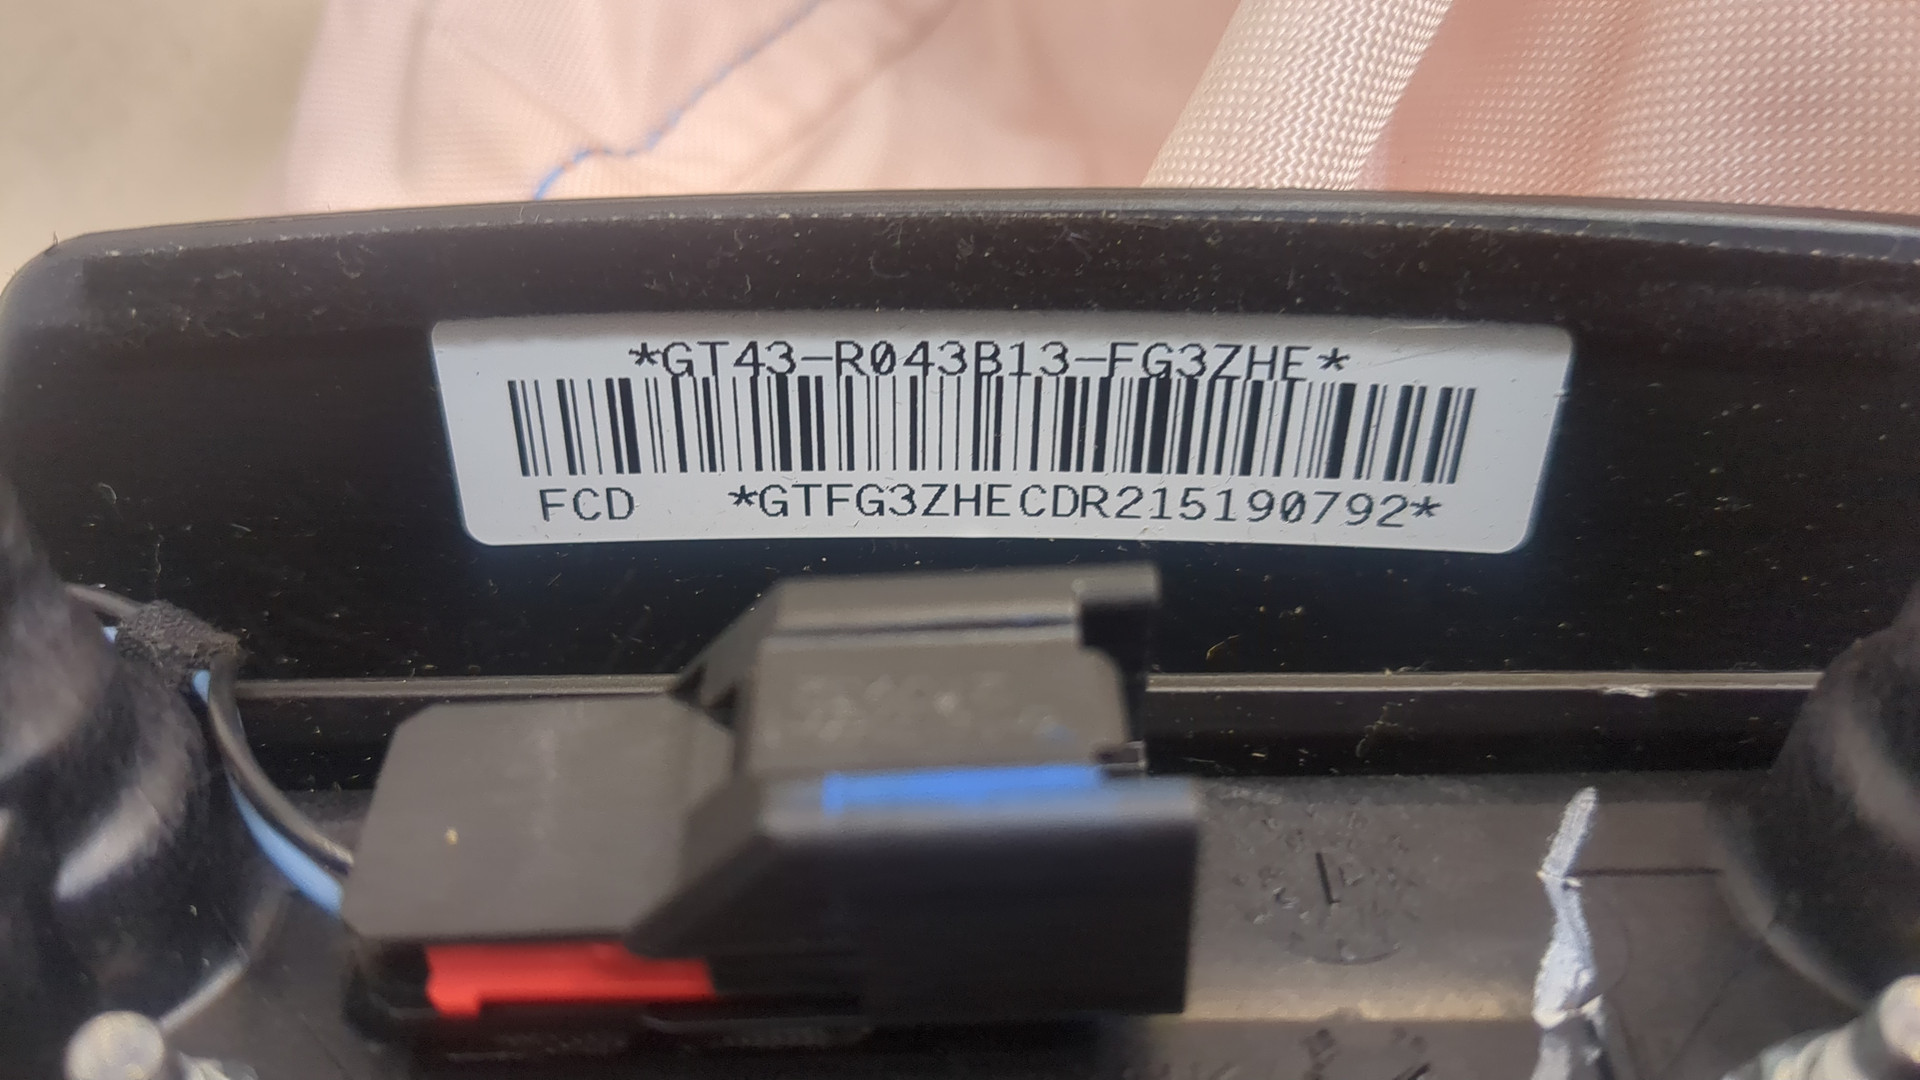 *GT43-R043B13-FG3ZHE*
FCD *GTFG3ZHECDR215190792*